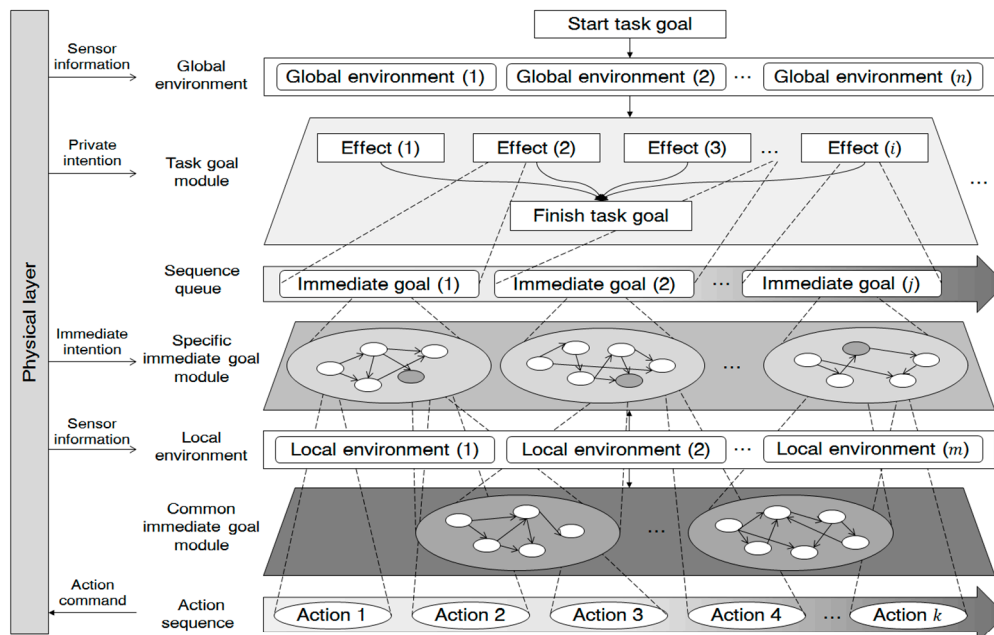 Physical layer
Start task goal
Sensor
information
Global
environment
Global environment (1)
Global environment (2)
...
Global environment (n)
Private
intention
Task goal
module
Effect (1)
Effect (2)
Effect (3)
...
Effect (i)
...
Finish task goal
Sequence
queue
Immediate goal (1)
Immediate goal (2)
...
Immediate goal (j)
Immediate
intention
Specific
immediate goal
module
...
Sensor
information
Local
environment
Local environment (1)
Local environment (2)
...
Local environment (m)
Common
immediate goal
module
...
Action
command
Action
sequence
Action 1
Action 2
Action 3
Action 4
...
Action k